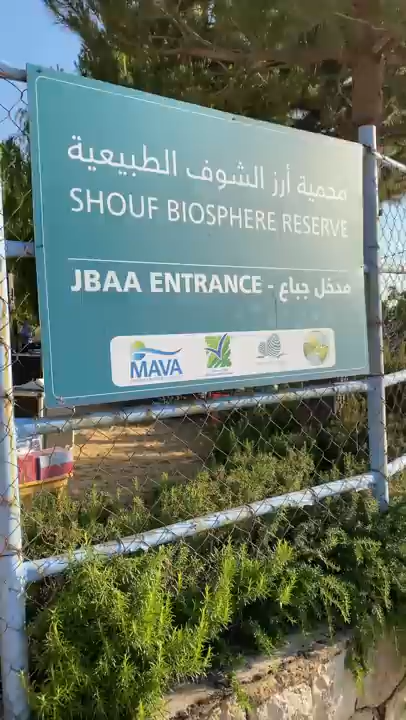 محمية أرز الشوف الطبيعية
SHOUF BIOSPHERE RESERVE
JBAA ENTRANCE - مدخل جباع
MAVA